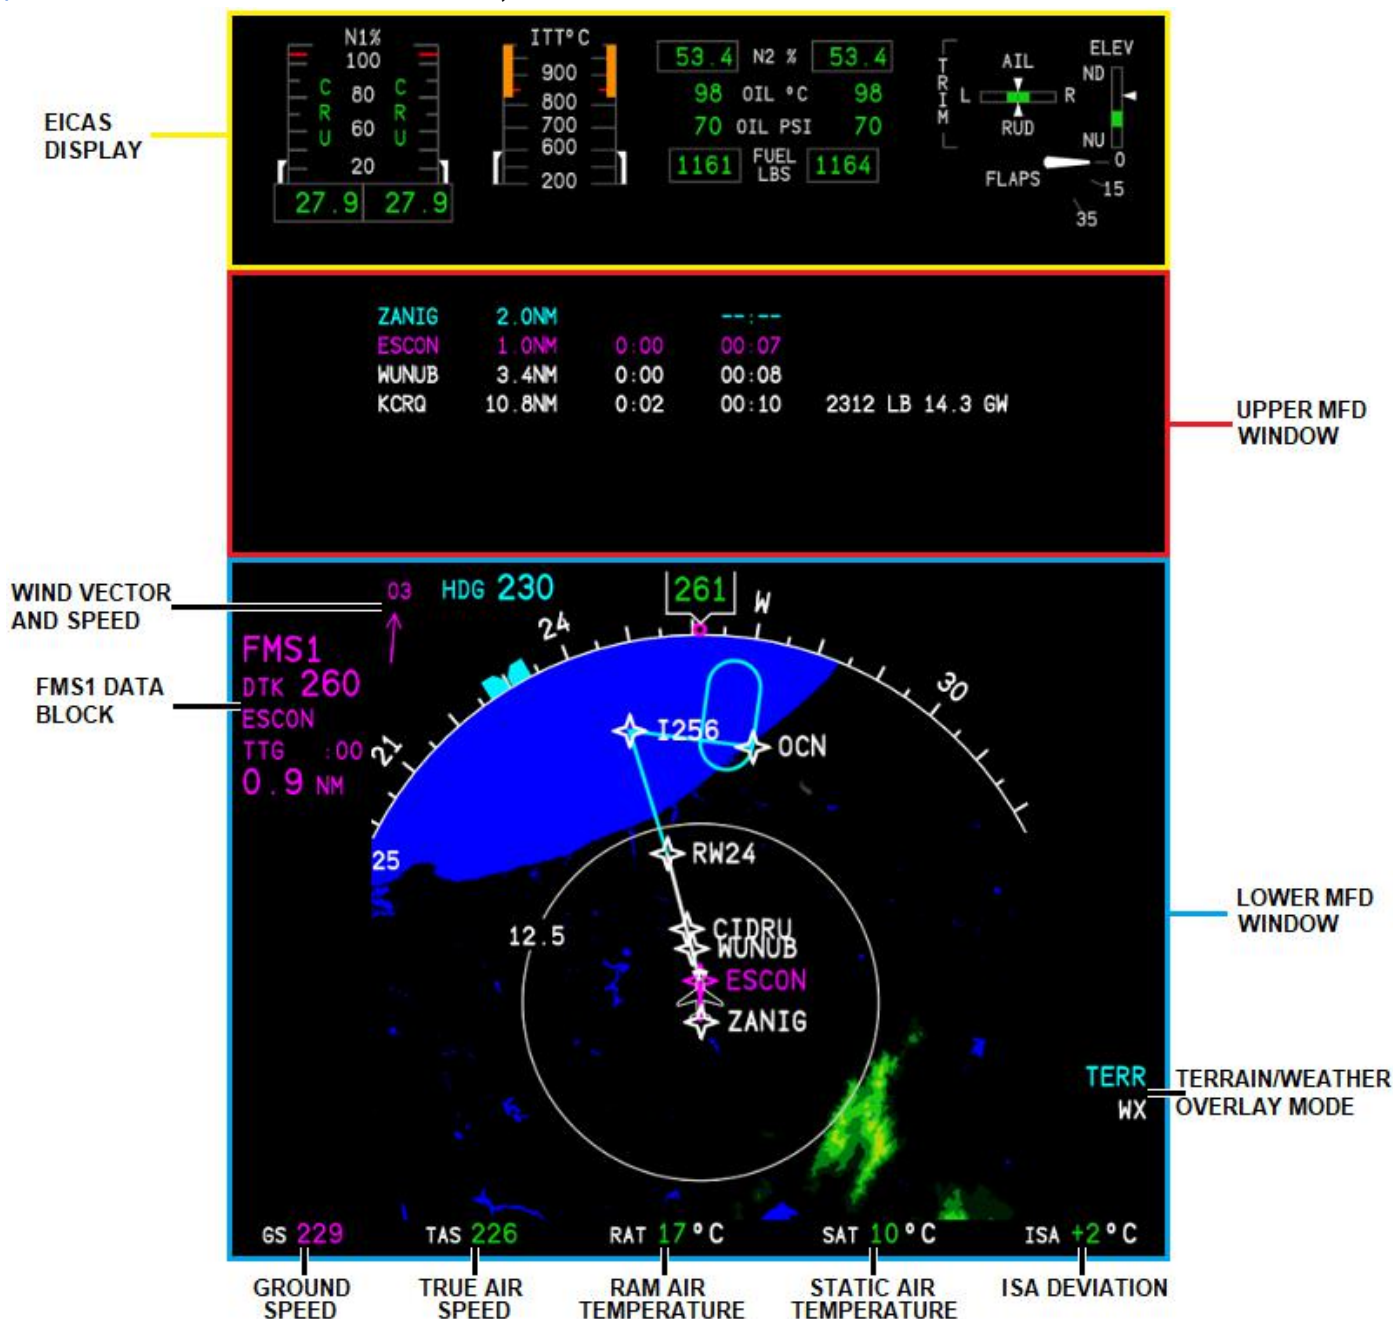 N1% ITT°C
100
80
60
20
C C
R R
U U
27.9 27.9
900
800
700
600
200
53.4 N2 % 53.4
98 OIL °C 98
70 OIL PSI 70
1161 FUEL LBS 1164
TRIM
AIL
L R
RUD
ELEV
ND
NU
FLAPS
0
15
35
EICAS
DISPLAY
ZANIG 2.0NM --:--
ESCON 1.0NM 0:00 00:07
WUNUB 3.4NM 0:00 00:08
KCRQ 10.8NM 0:02 00:10 2312 LB 14.3 GW
UPPER MFD
WINDOW
WIND VECTOR
AND SPEED
03 HDG 230 261
W
24
30
21
FMS1
DTK 260
ESCON
TTG :00
0.9 NM
FMS1 DATA
BLOCK
I256
OCN
25
RW24
12.5
CIDRU
WUNUB
ESCON
ZANIG
LOWER MFD
WINDOW
TERR
WX
TERRAIN/WEATHER
OVERLAY MODE
GS 229 TAS 226 RAT 17 °C SAT 10 °C ISA +2 °C
GROUND
SPEED
TRUE AIR
SPEED
RAM AIR
TEMPERATURE
STATIC AIR
TEMPERATURE
ISA DEVIATION